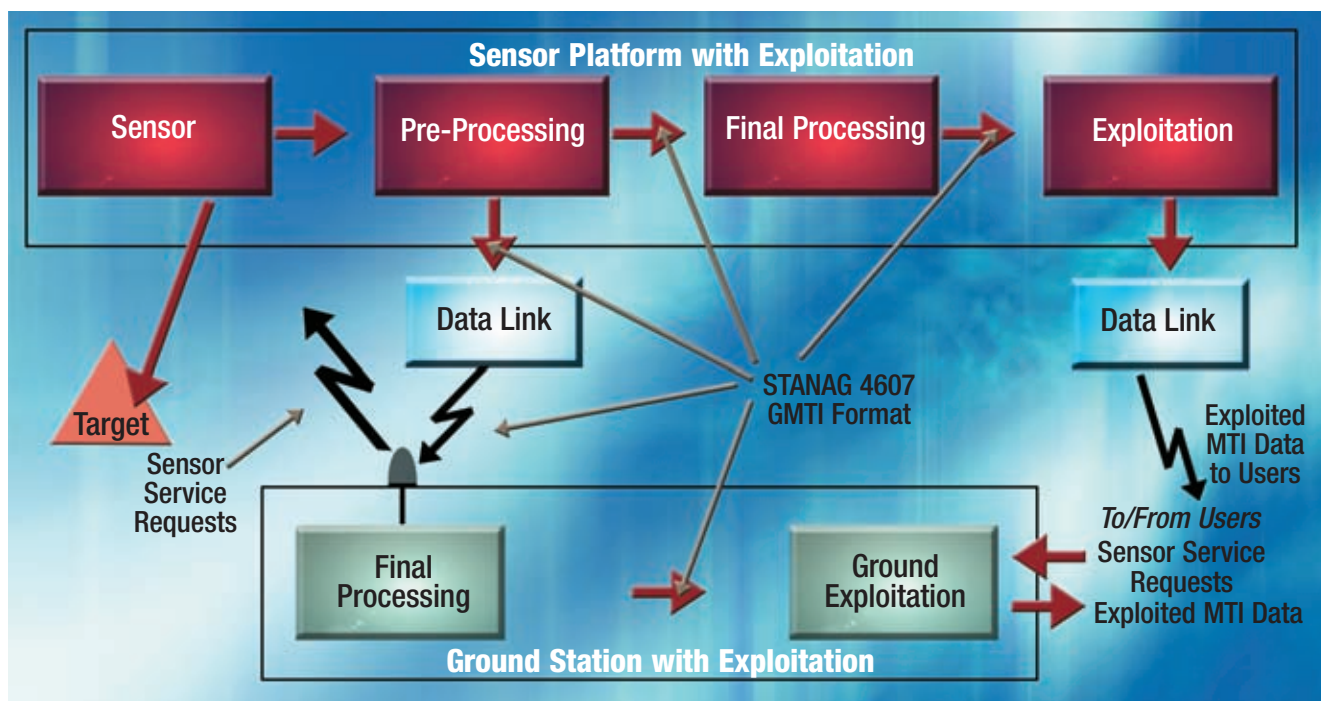 Sensor Platform with Exploitation
Sensor
Pre-Processing
Final Processing
Exploitation
Data Link
Data Link
Target
STANAG 4607
GMTI Format
Exploited
MTI Data
to Users
Sensor
Service
Requests
To/From Users
Sensor Service
Requests
Exploited MTI Data
Final
Processing
Ground
Exploitation
Ground Station with Exploitation